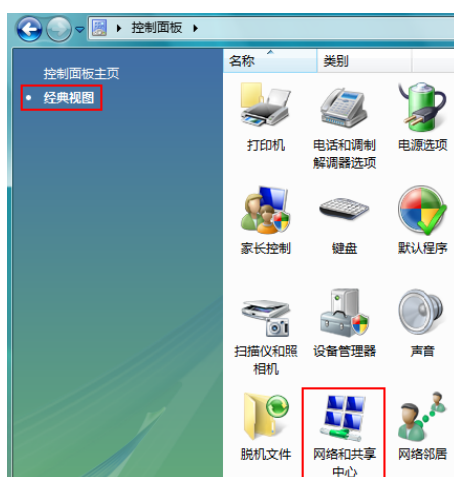 控制面板
控制面板主页
经典视图
名称 类别
打印机 电话和调制 电源选项
解调器选项
家长控制 键盘 默认程序
扫描仪和照 设备管理器 声音
相机
脱机文件 网络和共享 网络邻居
中心